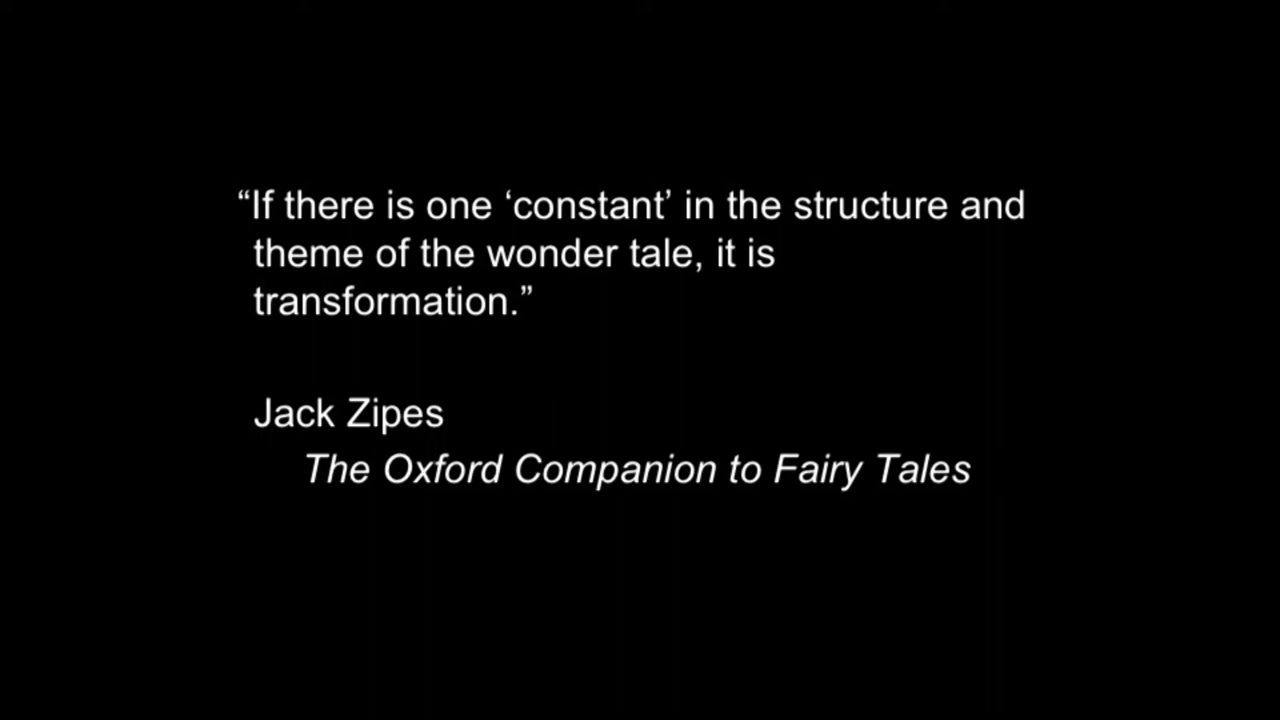 “If there is one ‘constant’ in the structure and
theme of the wonder tale, it is
transformation.”
Jack Zipes
The Oxford Companion to Fairy Tales